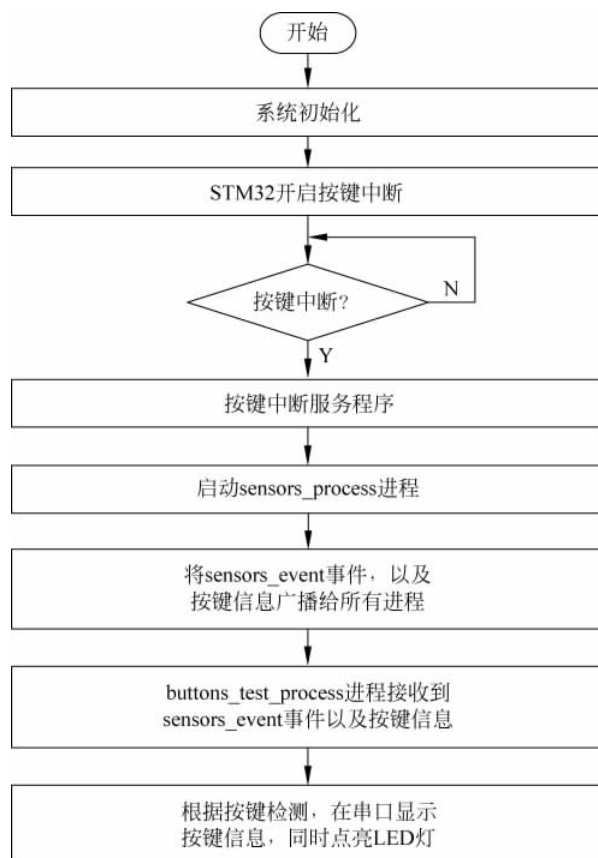 开始
系统初始化
STM32开启按键中断
按键中断?
N
Y
按键中断服务程序
启动sensors_process进程
将sensors_event事件，以及
按键信息广播给所有进程
buttons_test_process进程接收到
sensors_event事件以及按键信息
根据按键检测，在串口显示
按键信息，同时点亮LED灯